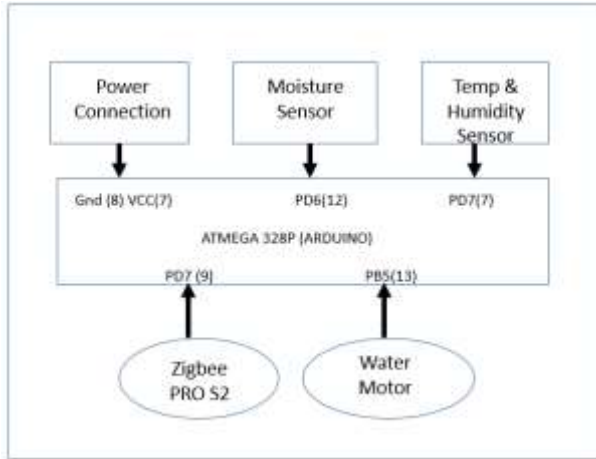 Power
Connection
Moisture
Sensor
Temp &
Humidity
Sensor
Gnd (8) VCC(7)
PD6(12)
PD7(7)
ATMEGA 328P (ARDUINO)
PD7 (9)
PB5(13)
Zigbee
PRO S2
Water
Motor